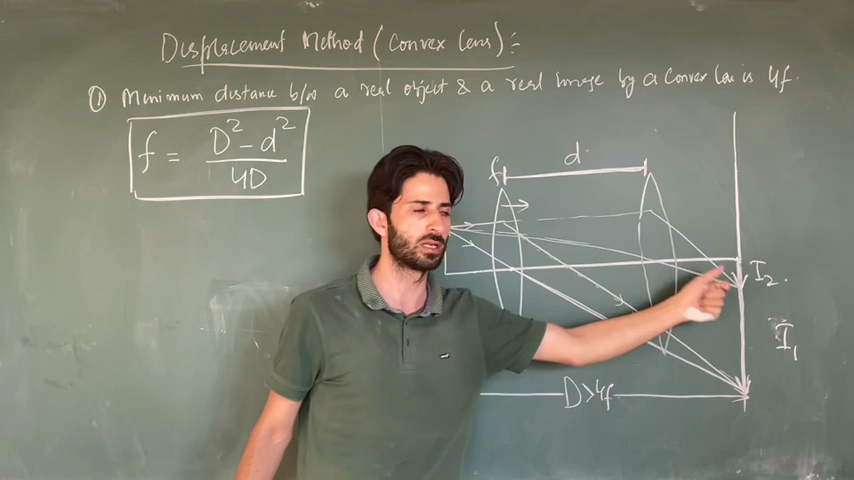 Displacement Method (Convex lens):-
① Minimum distance b/w a real object & a real image by a Convex Len is 4f.
f = D² - d² / 4D
f
d
I₂
I₁
D>4f